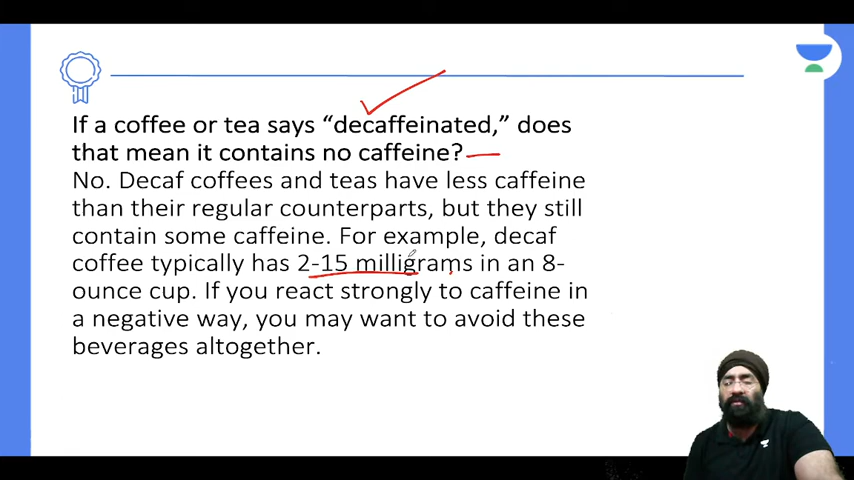 If a coffee or tea says “decaffeinated,” does
that mean it contains no caffeine?
No. Decaf coffees and teas have less caffeine
than their regular counterparts, but they still
contain some caffeine. For example, decaf
coffee typically has 2-15 milligrams in an 8-
ounce cup. If you react strongly to caffeine in
a negative way, you may want to avoid these
beverages altogether.